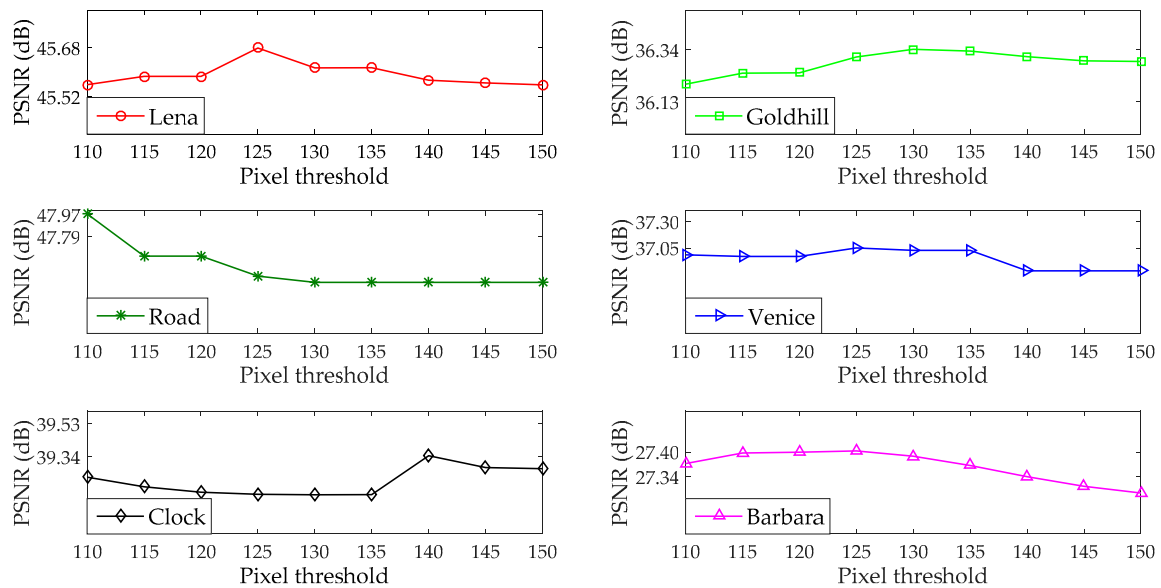 PSNR (dB)
45.68
45.52
Lena
110 115 120 125 130 135 140 145 150
Pixel threshold
PSNR (dB)
36.34
36.13
Goldhill
110 115 120 125 130 135 140 145 150
Pixel threshold
PSNR (dB)
47.97
47.79
Road
110 115 120 125 130 135 140 145 150
Pixel threshold
PSNR (dB)
37.30
37.05
Venice
110 115 120 125 130 135 140 145 150
Pixel threshold
PSNR (dB)
39.53
39.34
Clock
110 115 120 125 130 135 140 145 150
Pixel threshold
PSNR (dB)
27.40
27.34
Barbara
110 115 120 125 130 135 140 145 150
Pixel threshold